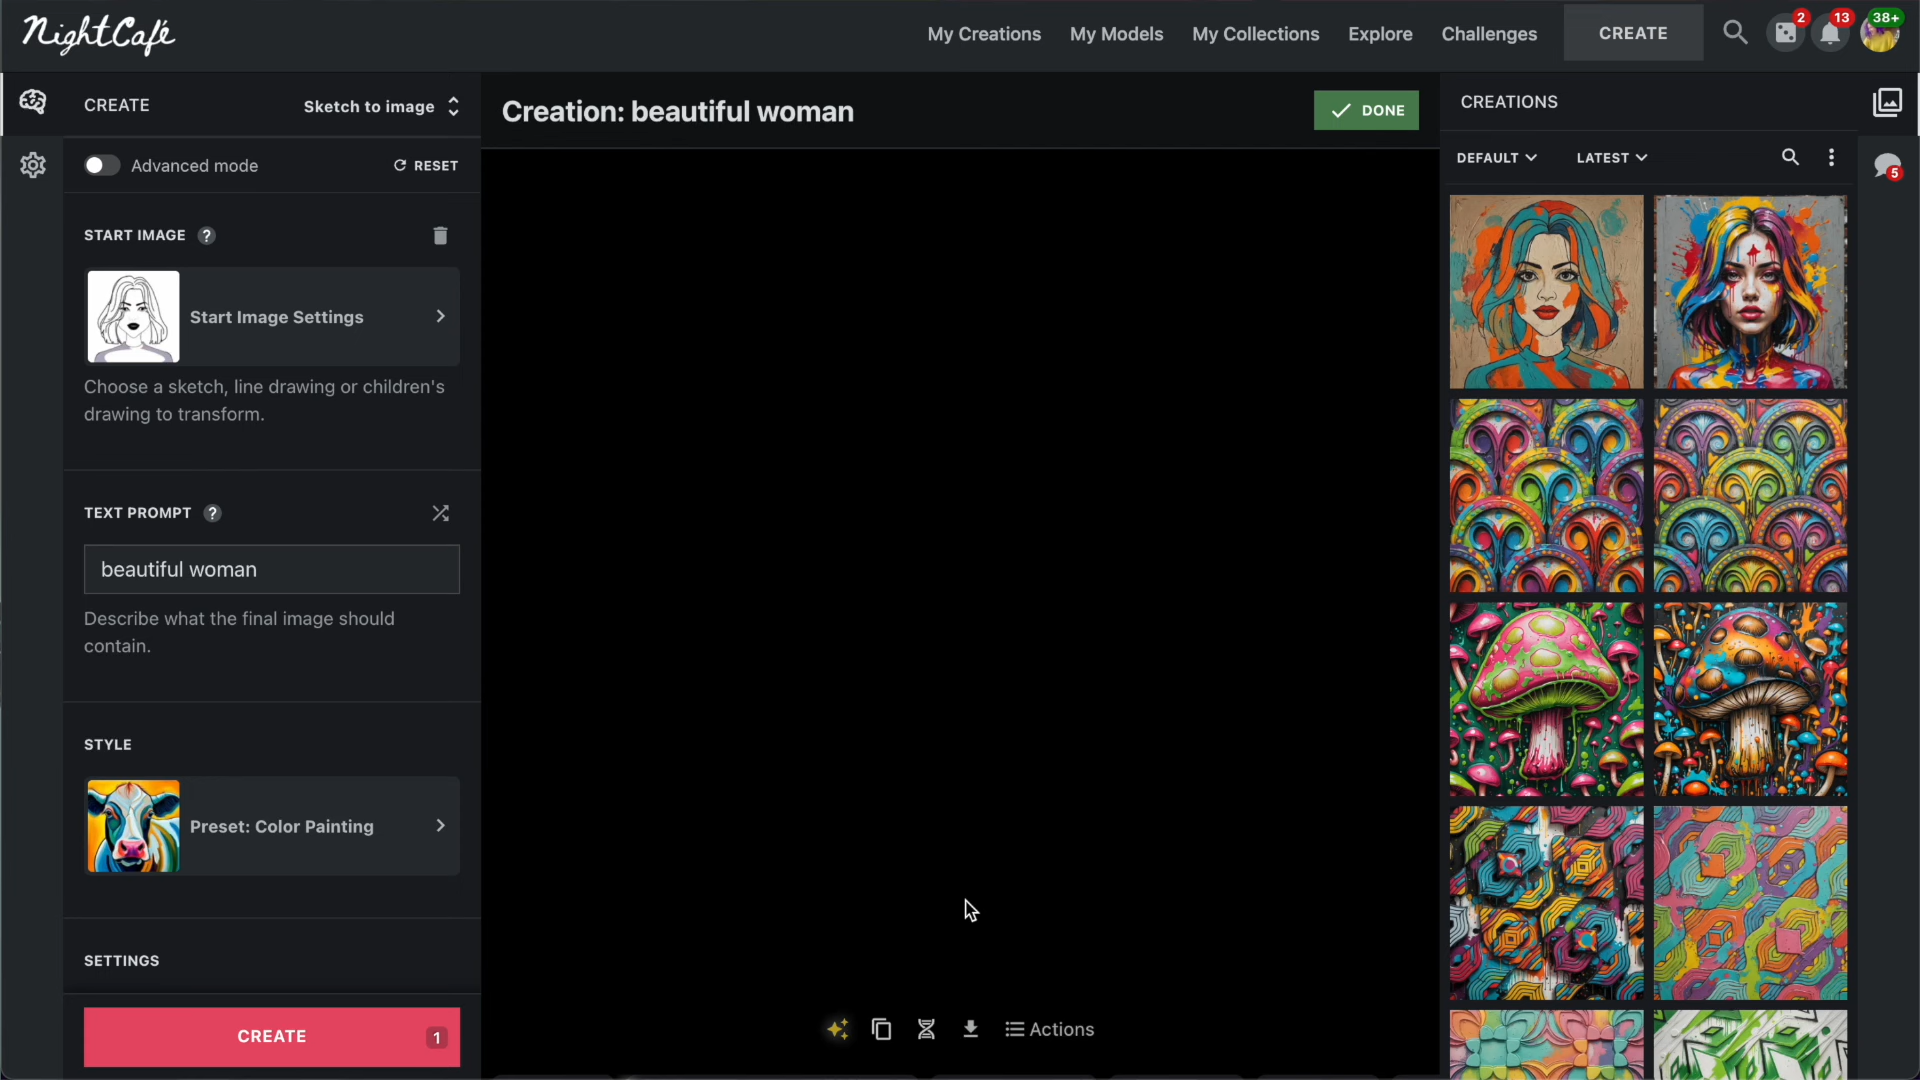 NightCafé
My Creations
My Models
My Collections
Explore
Challenges
CREATE
2
13
38+
CREATE
Sketch to image
Creation: beautiful woman
DONE
CREATIONS
Advanced mode
RESET
DEFAULT
LATEST
5
START IMAGE ?
Start Image Settings
Choose a sketch, line drawing or children's
drawing to transform.
TEXT PROMPT ?
beautiful woman
Describe what the final image should
contain.
STYLE
Preset: Color Painting
SETTINGS
CREATE
1
Actions